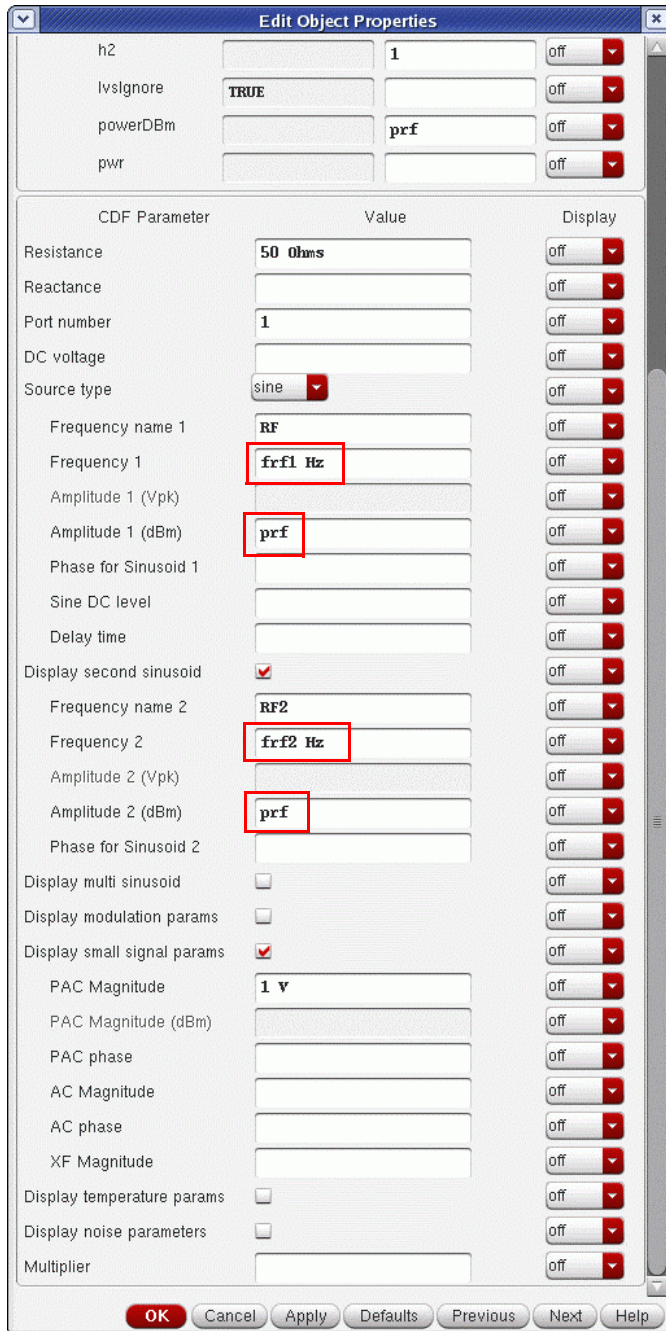 Edit Object Properties
h2 1 off
lvsIgnore TRUE off
powerDBm prf off
pwr off
CDF Parameter Value Display
Resistance 50 Ohms off
Reactance off
Port number 1 off
DC voltage off
Source type sine off
Frequency name 1 RF off
Frequency 1 frf1 Hz off
Amplitude 1 (Vpk) off
Amplitude 1 (dBm) prf off
Phase for Sinusoid 1 off
Sine DC level off
Delay time off
Display second sinusoid off
Frequency name 2 RF2 off
Frequency 2 frf2 Hz off
Amplitude 2 (Vpk) off
Amplitude 2 (dBm) prf off
Phase for Sinusoid 2 off
Display multi sinusoid off
Display modulation params off
Display small signal params off
PAC Magnitude 1 V off
PAC Magnitude (dBm) off
PAC phase off
AC Magnitude off
AC phase off
XF Magnitude off
Display temperature params off
Display noise parameters off
Multiplier off
OK Cancel Apply Defaults Previous Next Help